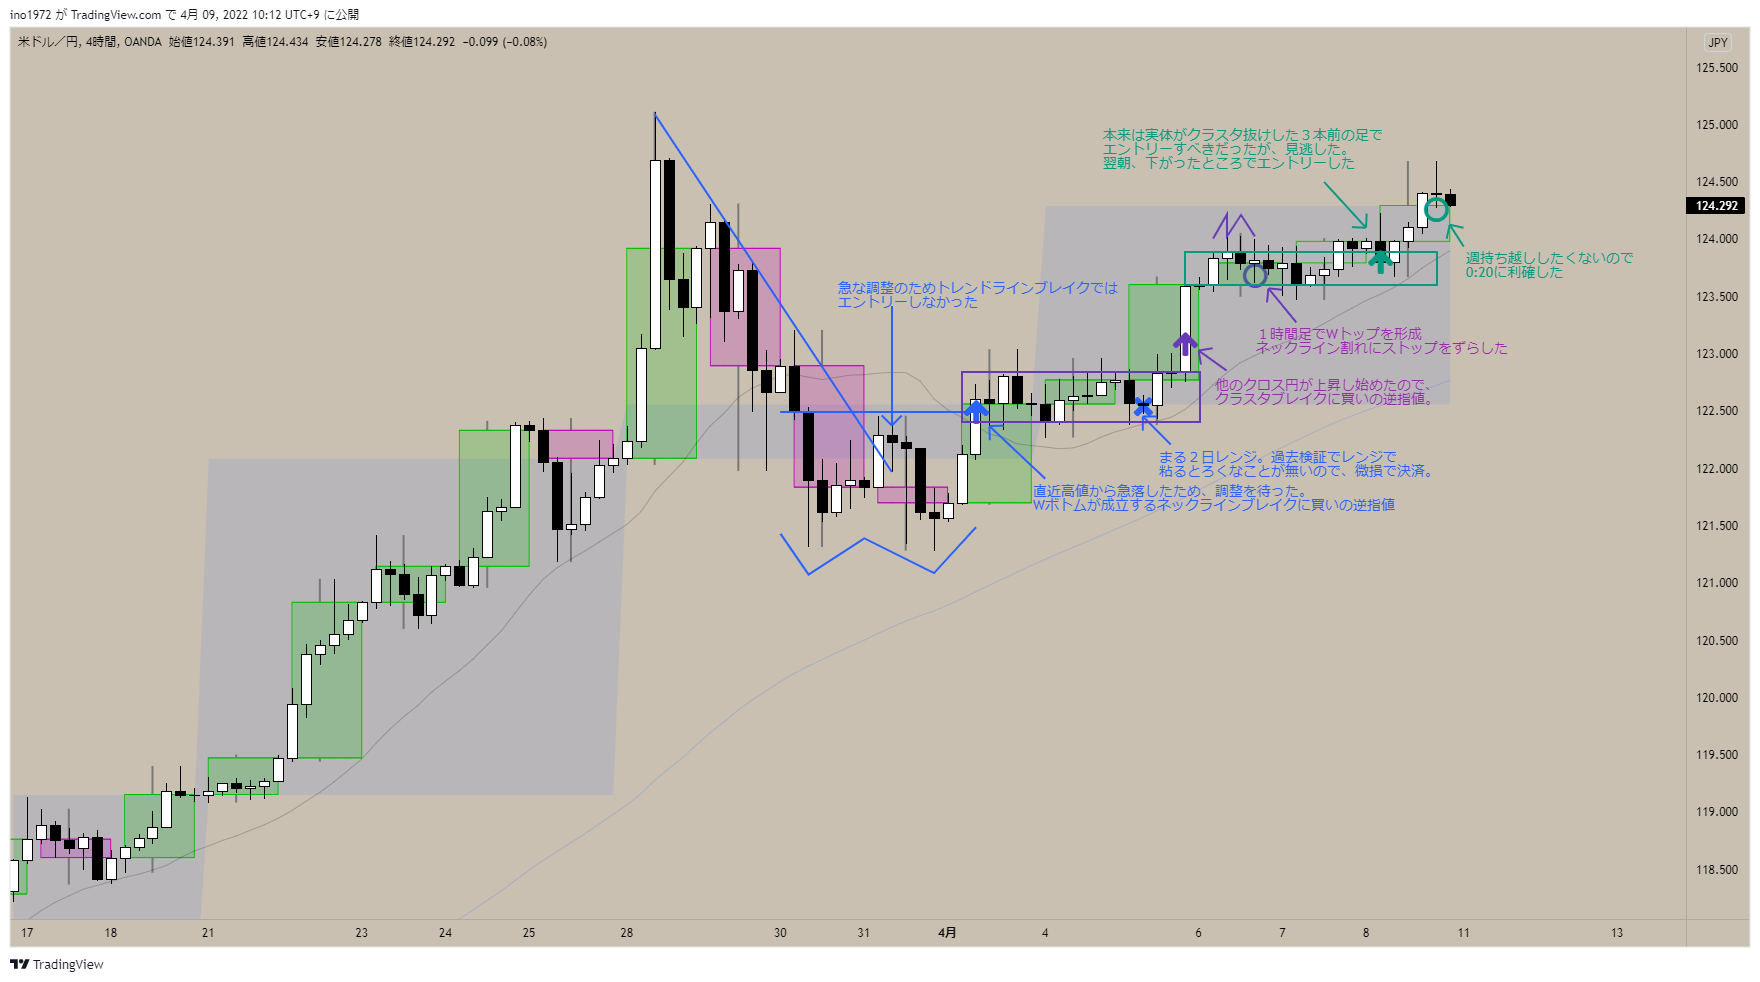 ino1972 が TradingView.com で 4月 09, 2022 10:12 UTC+9 に公開
米ドル／円, 4時間, OANDA 始値124.391 高値124.434 安値124.278 終値124.292 −0.099 (−0.08%)
JPY
125.500
125.000
124.500
124.292
124.000
123.500
123.000
122.500
122.000
121.500
121.000
120.500
120.000
119.500
119.000
118.500
本来は実体がクラスタ抜けした３本前の足で
エントリーすべきだったが、見逃した。
翌朝、下がったところでエントリーした
週持ち越ししたくないので
0:20に利確した
急な調整のためトレンドラインブレイクでは
エントリーしなかった
１時間足でWトップを形成
ネックライン割れにストップをずらした
他のクロス円が上昇し始めたので、
クラスタブレイクに買いの逆指値。
まる２日レンジ。過去検証でレンジで
粘るとろくなことが無いので、微損で決済。
直近高値から急落したため、調整を待った。
Wボトムが成立するネックラインブレイクに買いの逆指値
17 18 21 23 24 25 28 30 31 4月 4 6 7 8 11 13
TradingView